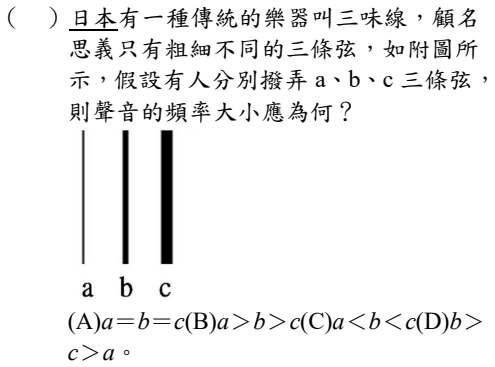 （　）日本有一種傳統的樂器叫三味線，顧名
思義只有粗細不同的三條弦，如附圖所
示，假設有人分別撥弄 a、b、c 三條弦，
則聲音的頻率大小應為何？
a b c
(A)a＝b＝c(B)a＞b＞c(C)a＜b＜c(D)b＞
c＞a。